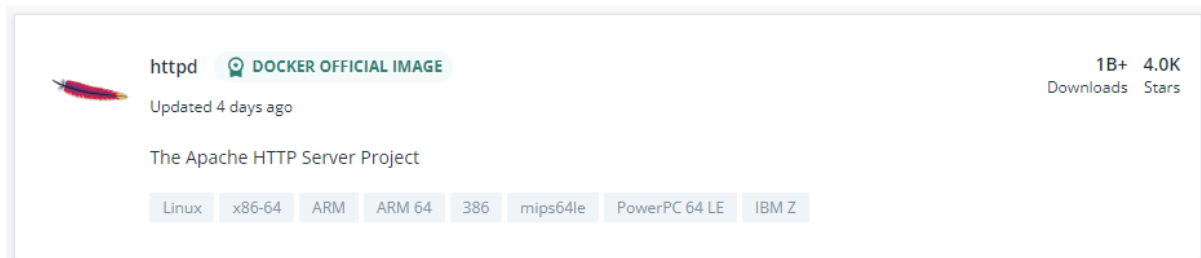 httpd DOCKER OFFICIAL IMAGE
1B+ 4.0K
Downloads Stars
Updated 4 days ago
The Apache HTTP Server Project
Linux x86-64 ARM ARM 64 386 mips64le PowerPC 64 LE IBM Z